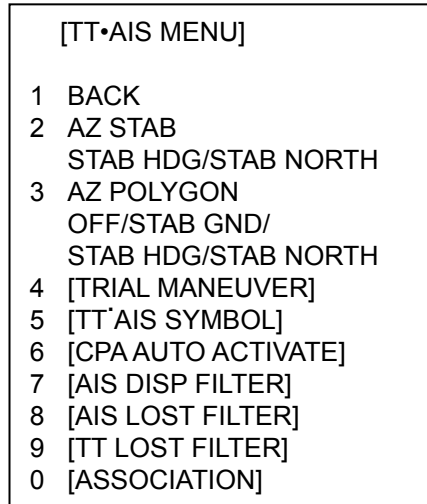 [TT•AIS MENU]
1 BACK
2 AZ STAB
STAB HDG/STAB NORTH
3 AZ POLYGON
OFF/STAB GND/
STAB HDG/STAB NORTH
4 [TRIAL MANEUVER]
5 [TT˙AIS SYMBOL]
6 [CPA AUTO ACTIVATE]
7 [AIS DISP FILTER]
8 [AIS LOST FILTER]
9 [TT LOST FILTER]
0 [ASSOCIATION]